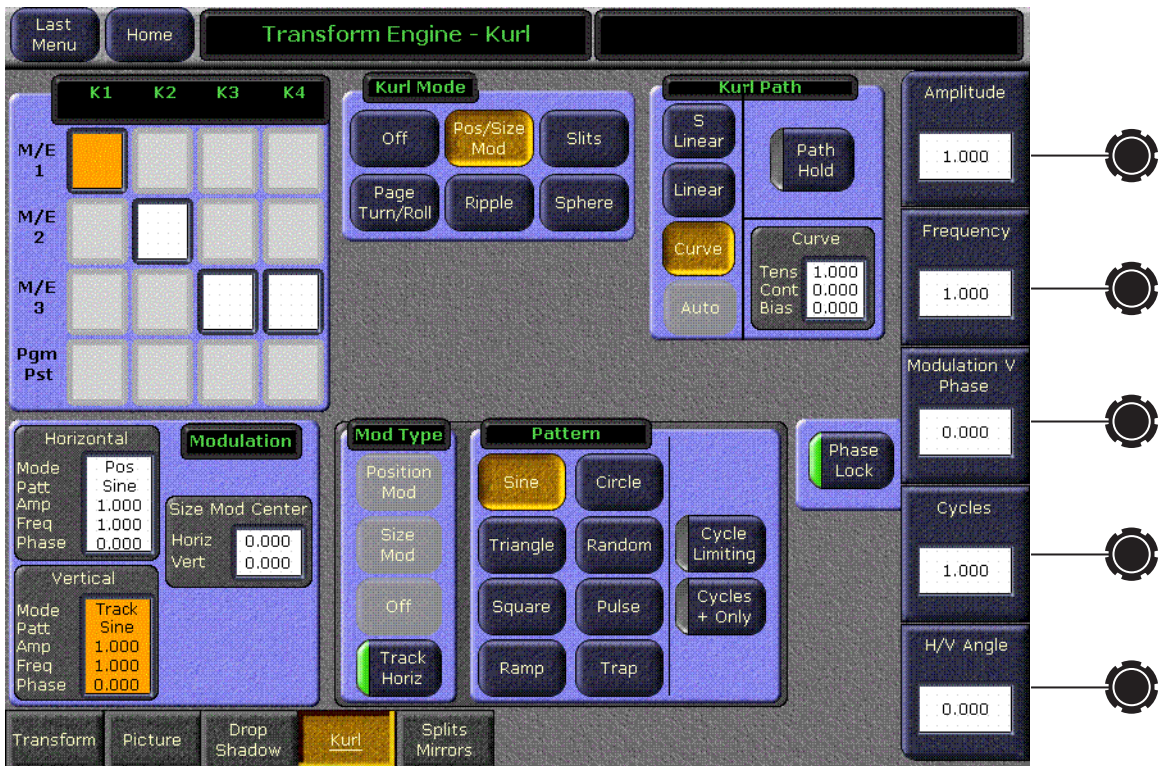 Last
Menu
Home
Transform Engine - Kurl
K1 K2 K3 K4
M/E
1
M/E
2
M/E
3
Pgm
Pst
Kurl Mode
Off
Pos/Size
Mod
Slits
Page
Turn/Roll
Ripple
Sphere
Kurl Path
S
Linear
Linear
Curve
Auto
Path
Hold
Curve
Tens 1.000
Cont 0.000
Bias 0.000
Amplitude
1.000
Frequency
1.000
Modulation V
Phase
0.000
Cycles
1.000
H/V Angle
0.000
Modulation
Horizontal
Mode Pos
Patt Sine
Amp 1.000
Freq 1.000
Phase 0.000
Size Mod Center
Horiz 0.000
Vert 0.000
Vertical
Mode Track
Patt Sine
Amp 1.000
Freq 1.000
Phase 0.000
Mod Type
Position
Mod
Size
Mod
Off
Track
Horiz
Pattern
Sine
Circle
Triangle
Random
Square
Pulse
Ramp
Trap
Cycle
Limiting
Cycles
+ Only
Phase
Lock
Transform
Picture
Drop
Shadow
Kurl
Splits
Mirrors